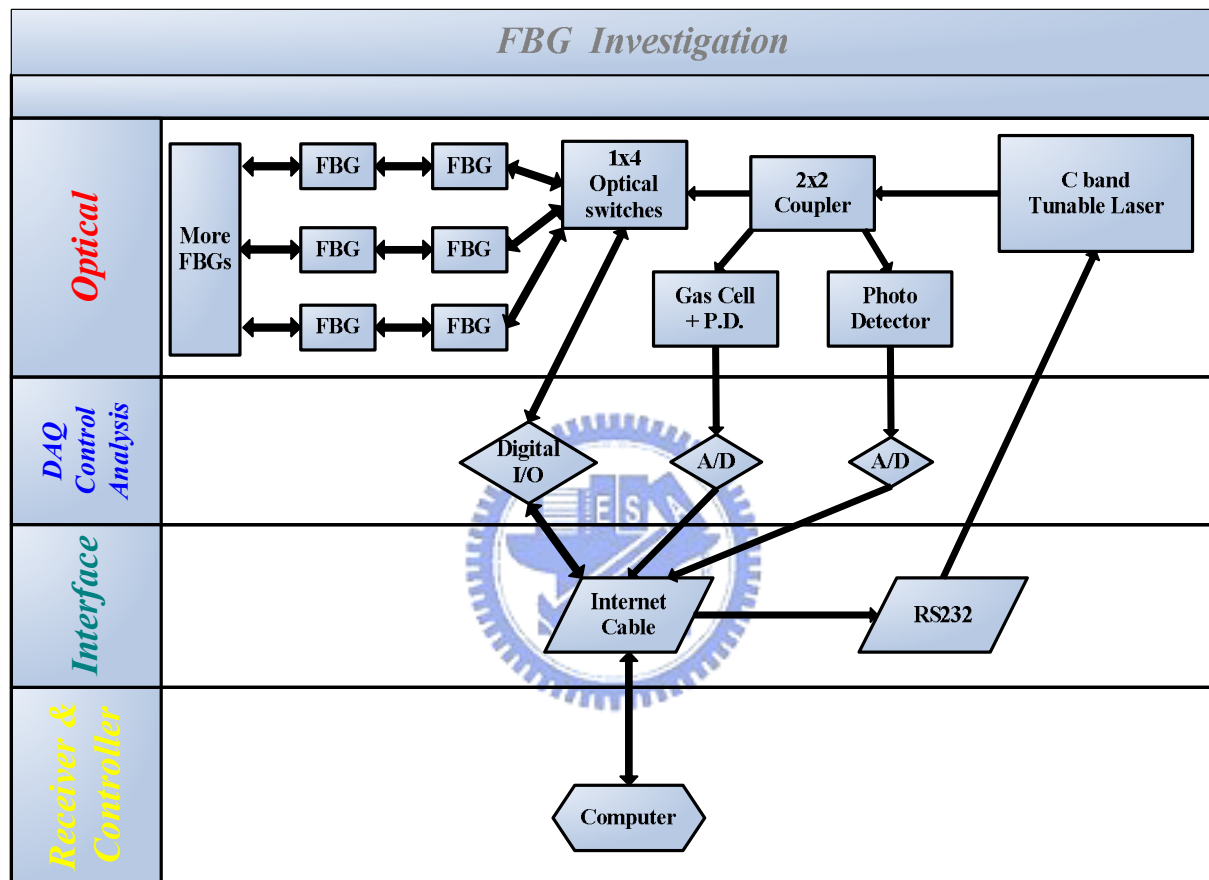 FBG Investigation
Optical
More
FBGs
FBG
FBG
FBG
FBG
FBG
FBG
1x4
Optical
switches
2x2
Coupler
C band
Tunable Laser
Gas Cell
+ P.D.
Photo
Detector
DAQ
Control
Analysis
Digital
I/O
A/D
A/D
E S
Interface
Internet
Cable
RS232
Receiver &
Controller
Computer